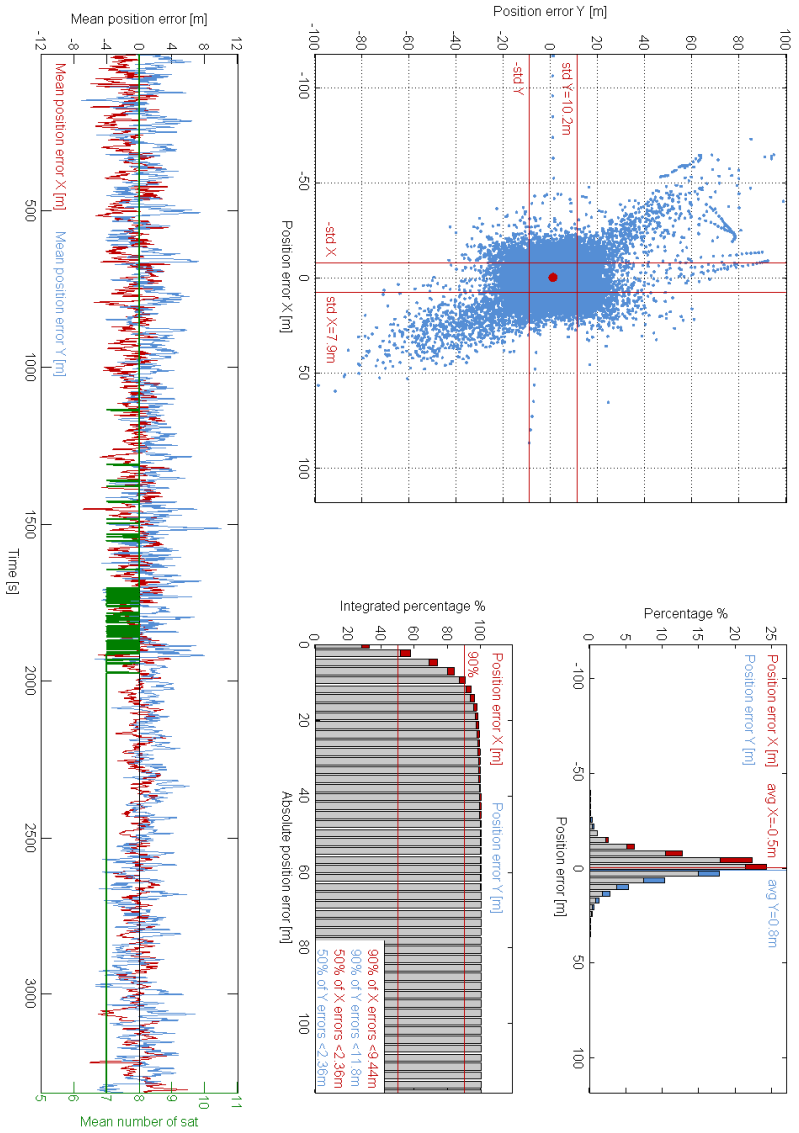 Position error Y [m]
-100
-80
-60
-40
-20
0
20
40
60
80
100
-100
-50
0
50
100
Position error X [m]
-std Y
std Y=10.2m
-std X
std X=7.9m
Percentage %
0
5
10
15
20
25
-100
-50
0
50
100
Position error [m]
Position error X [m]
avg X=-0.5m
Position error Y [m]
avg Y=0.8m
Integrated percentage %
0
20
40
60
80
100
0
20
40
60
80
100
Absolute position error [m]
Position error X [m]
Position error Y [m]
90%
90% of X errors <9.44m
90% of Y errors <11.8m
50% of X errors <2.36m
50% of Y errors <2.36m
Mean position error [m]
-12
-8
-4
0
4
8
12
Mean position error X [m]
Mean position error Y [m]
500
1000
1500
2000
2500
3000
Time [s]
5
6
7
8
9
10
11
Mean number of sat